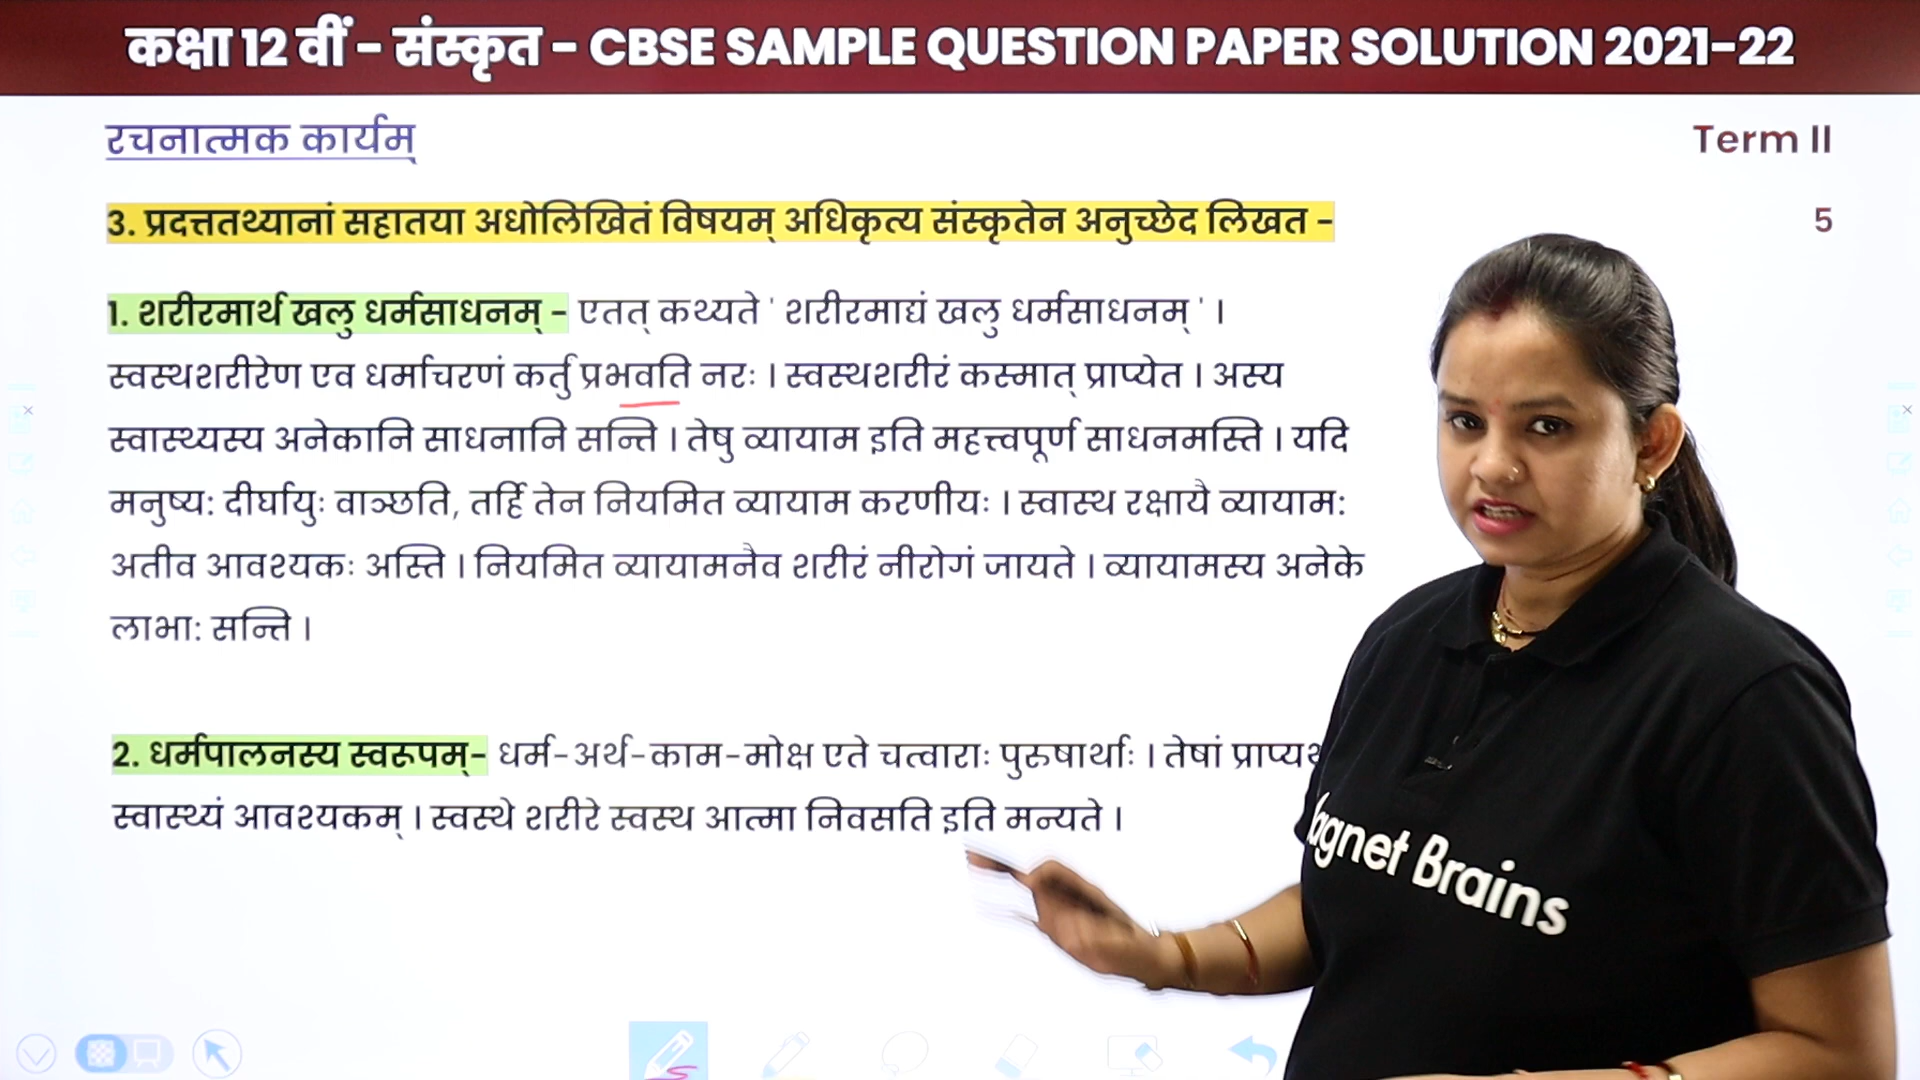 कक्षा 12 वीं – संस्कृत – CBSE SAMPLE QUESTION PAPER SOLUTION 2021-22
रचनात्मक कार्यम्
Term II
3. प्रदत्ततथ्यानां सहातया अधोलिखितं विषयम् अधिकृत्य संस्कृतेन अनुच्छेद लिखत –
5
1. शरीरमार्थ खलु धर्मसाधनम् – एतत् कथ्यते ' शरीरमाद्यं खलु धर्मसाधनम् ' ।
स्वस्थशरीरेण एव धर्माचरणं कर्तु प्रभवति नरः । स्वस्थशरीरं कस्मात् प्राप्येत । अस्य
स्वास्थ्यस्य अनेकानि साधनानि सन्ति । तेषु व्यायाम इति महत्त्वपूर्ण साधनमस्ति । यदि
मनुष्य: दीर्घायुः वाञ्छति, तर्हि तेन नियमित व्यायाम करणीयः । स्वास्थ रक्षायै व्यायाम:
अतीव आवश्यकः अस्ति । नियमित व्यायामनैव शरीरं नीरोगं जायते । व्यायामस्य अनेके
लाभा: सन्ति ।
2. धर्मपालनस्य स्वरूपम्- धर्म-अर्थ-काम-मोक्ष एते चत्वाराः पुरुषार्थाः । तेषां
स्वास्थ्यं आवश्यकम् । स्वस्थे शरीरे स्वस्थ आत्मा निवसति इति मन्यते ।
Brains